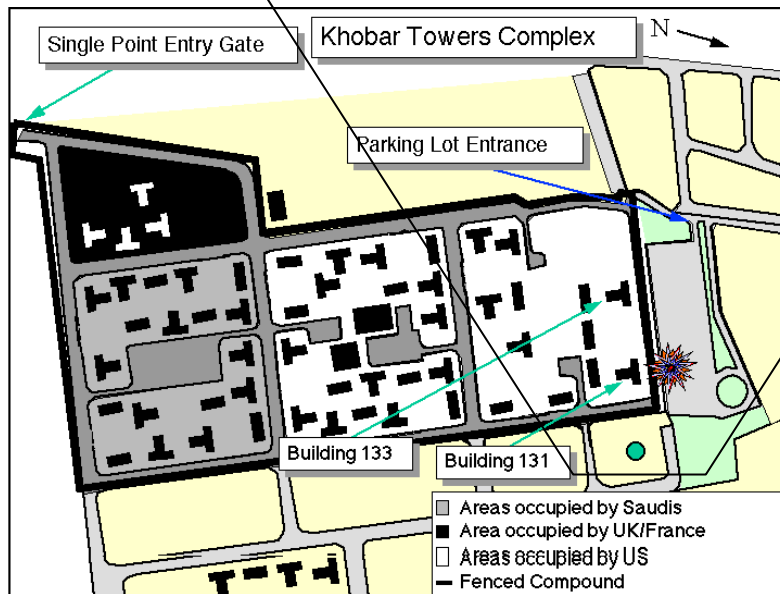 Single Point Entry Gate
Khobar Towers Complex
N
Parking Lot Entrance
Building 133
Building 131
Areas occupied by Saudis
Area occupied by UK/France
Areas occupied by US
Fenced Compound